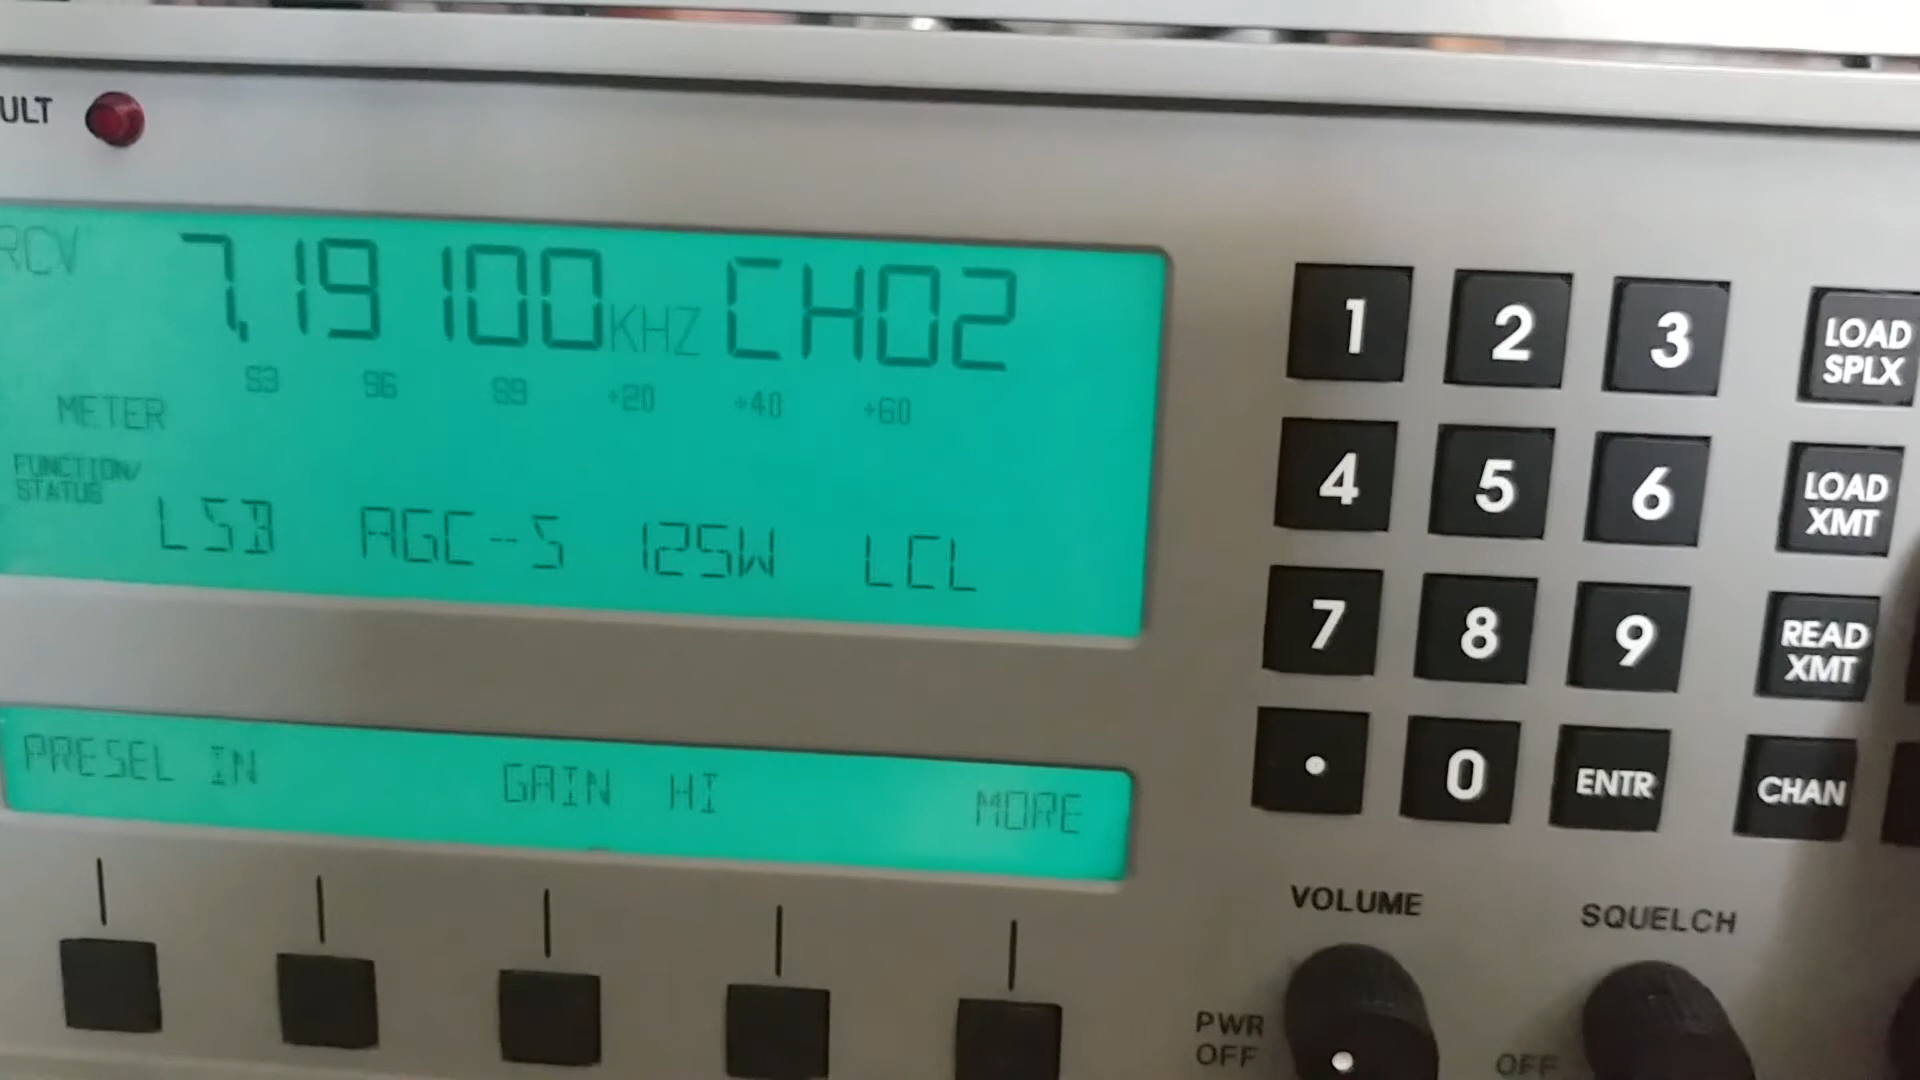 ULT
RCV 7,19 100 KHZ CH02
S3 S6 S9 +20 +40 +60
METER
FUNCTION/
STATUS
LSB AGC-S 125W LCL
PRESEL IN GAIN HI MORE
1 2 3 LOAD SPLX
4 5 6 LOAD XMT
7 8 9 READ XMT
. 0 ENTR CHAN
VOLUME SQUELCH
PWR
OFF
OFF